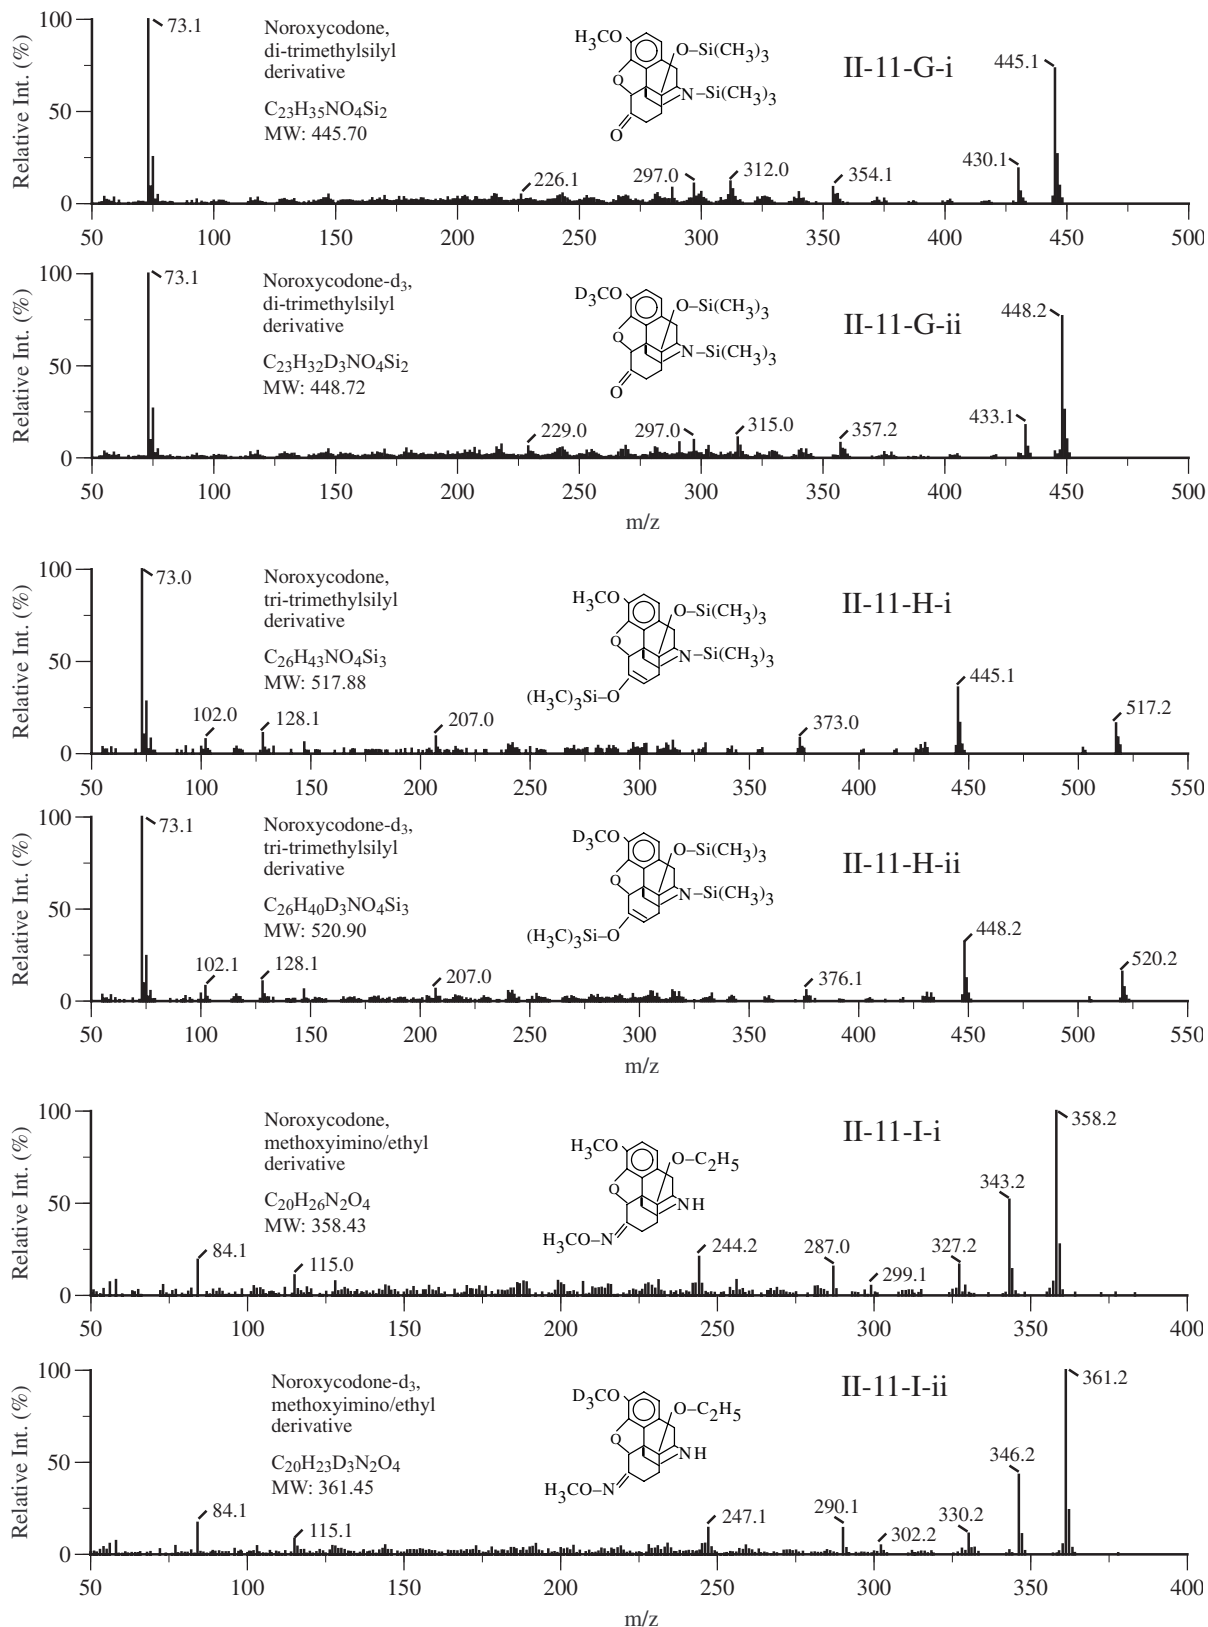 Relative Int. (%)
100
50
0
73.1
Noroxycodone,
di-trimethylsilyl
derivative
C23H35NO4Si2
MW: 445.70
H3CO
O–Si(CH3)3
O
N–Si(CH3)3
O
II-11-G-i
226.1
297.0
312.0
354.1
430.1
445.1
50 100 150 200 250 300 350 400 450 500
Relative Int. (%)
100
50
0
73.1
Noroxycodone-d3,
di-trimethylsilyl
derivative
C23H32D3NO4Si2
MW: 448.72
D3CO
O–Si(CH3)3
O
N–Si(CH3)3
O
II-11-G-ii
229.0
297.0
315.0
357.2
433.1
448.2
50 100 150 200 250 300 350 400 450 500
m/z
Relative Int. (%)
100
50
0
73.0
Noroxycodone,
tri-trimethylsilyl
derivative
C26H43NO4Si3
MW: 517.88
H3CO
O–Si(CH3)3
O
N–Si(CH3)3
(H3C)3Si–O
II-11-H-i
102.0
128.1
207.0
373.0
445.1
517.2
50 100 150 200 250 300 350 400 450 500 550
Relative Int. (%)
100
50
0
73.1
Noroxycodone-d3,
tri-trimethylsilyl
derivative
C26H40D3NO4Si3
MW: 520.90
D3CO
O–Si(CH3)3
O
N–Si(CH3)3
(H3C)3Si–O
II-11-H-ii
102.1
128.1
207.0
376.1
448.2
520.2
50 100 150 200 250 300 350 400 450 500 550
m/z
Relative Int. (%)
100
50
0
Noroxycodone,
methoxyimino/ethyl
derivative
C20H26N2O4
MW: 358.43
H3CO
O–C2H5
O
NH
H3CO–N
II-11-I-i
84.1
115.0
244.2
287.0
299.1
327.2
343.2
358.2
50 100 150 200 250 300 350 400
Relative Int. (%)
100
50
0
Noroxycodone-d3,
methoxyimino/ethyl
derivative
C20H23D3N2O4
MW: 361.45
D3CO
O–C2H5
O
NH
H3CO–N
II-11-I-ii
84.1
115.1
247.1
290.1
302.2
330.2
346.2
361.2
50 100 150 200 250 300 350 400
m/z